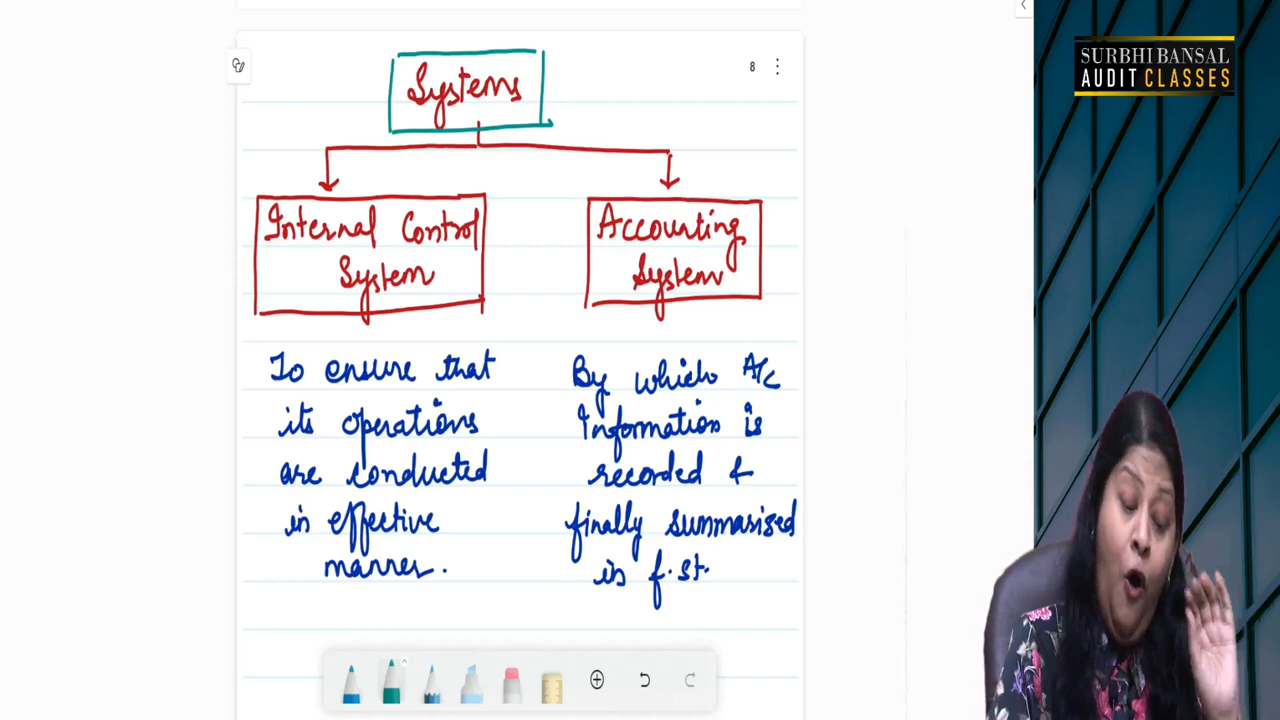 SURBHI BANSAL
AUDIT CLASSES
8
Systems
Internal Control
System
Accounting
System
To ensure that
its operations
are conducted
in effective
manner.
By which A/c
Information is
recorded &
finally summarised
in f.st.